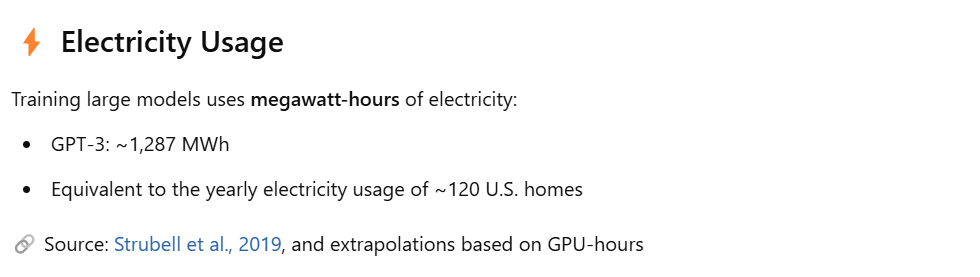 ⚡ Electricity Usage
Training large models uses megawatt-hours of electricity:
• GPT-3: ~1,287 MWh
• Equivalent to the yearly electricity usage of ~120 U.S. homes
🔗 Source: Strubell et al., 2019, and extrapolations based on GPU-hours